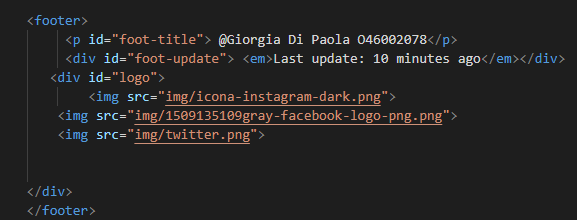 <footer>
<p id="foot-title"> @Giorgia Di Paola O46002078</p>
<div id="foot-update"> <em>Last update: 10 minutes ago</em></div>
<div id="logo">
<img src="img/icona-instagram-dark.png">
<img src="img/1509135109gray-facebook-logo-png.png">
<img src="img/twitter.png">
</div>
</footer>